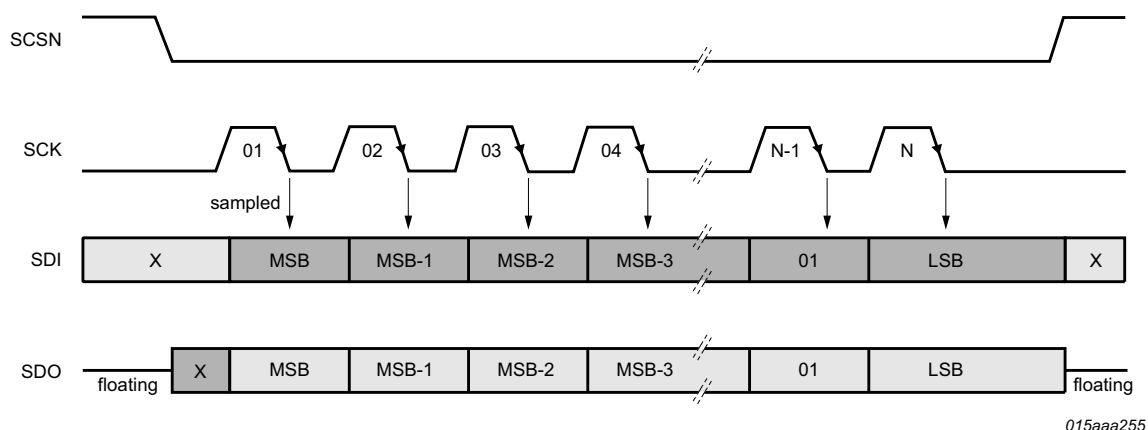 SCSN
SCK
01 02 03 04 N-1 N
sampled
SDI
X MSB MSB-1 MSB-2 MSB-3 01 LSB X
SDO
X MSB MSB-1 MSB-2 MSB-3 01 LSB
floating floating
015aaa255